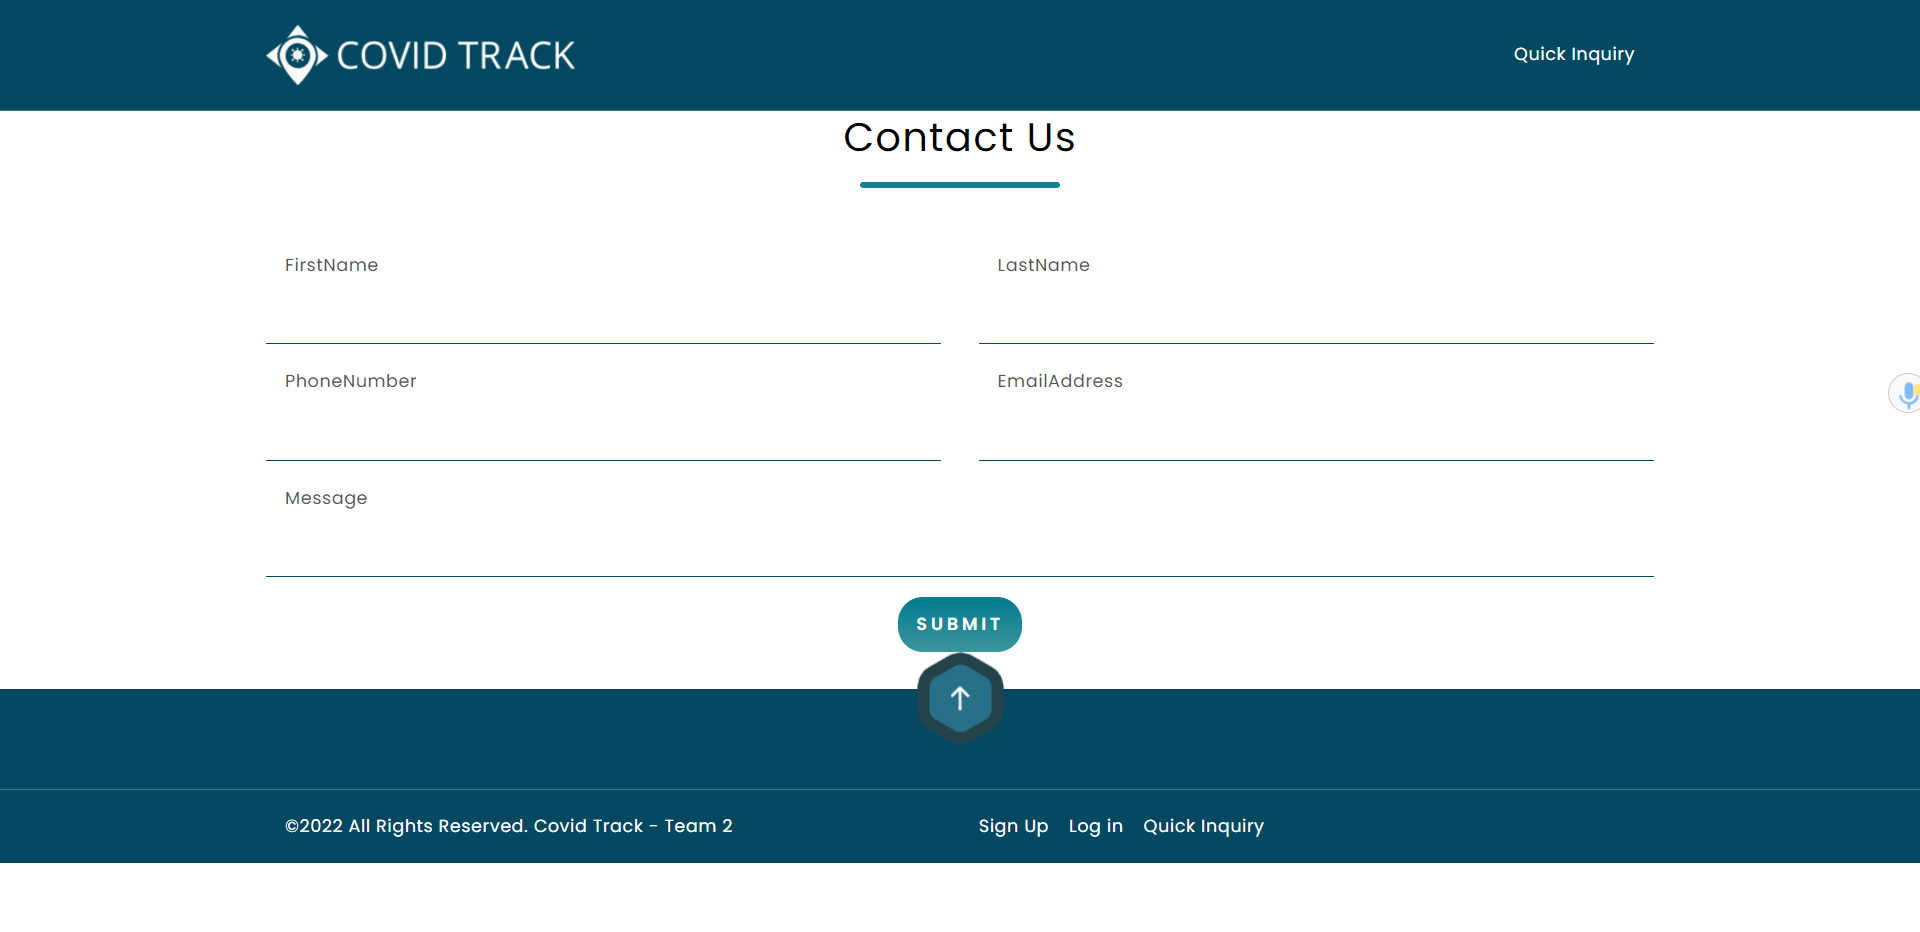 COVID TRACK
Quick Inquiry
Contact Us
FirstName
LastName
PhoneNumber
EmailAddress
Message
SUBMIT
©2022 All Rights Reserved. Covid Track - Team 2
Sign Up Log in Quick Inquiry